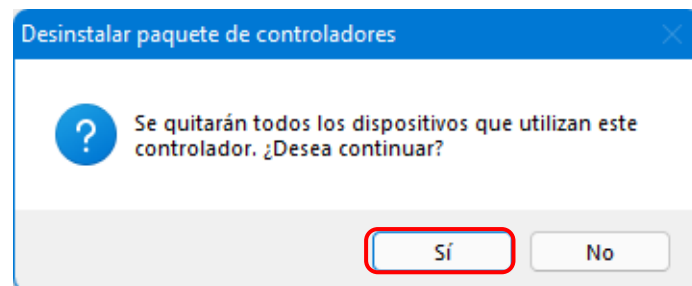 Desinstalar paquete de controladores
Se quitarán todos los dispositivos que utilizan este
controlador. ¿Desea continuar?
Sí
No